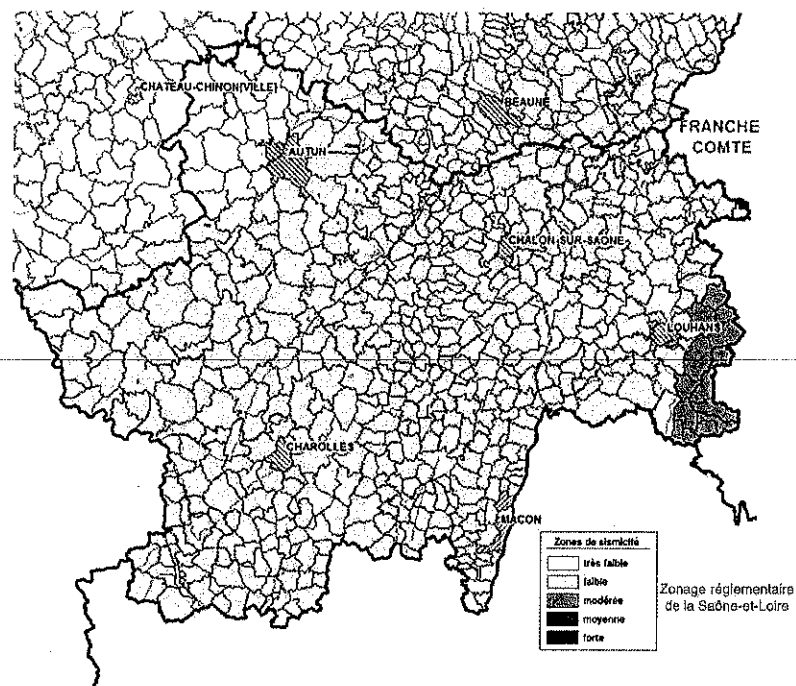 CHATEAU-CHINON(VILLE)
BEAUNE
FRANCHE
COMTE
AUTUN
CHALON-SUR-SAONE
LOUHANS
CHAROLLES
MACON
Zones de sismicité
très faible
faible
modérée
moyenne
forte
Zonage réglementaire
de la Saône-et-Loire